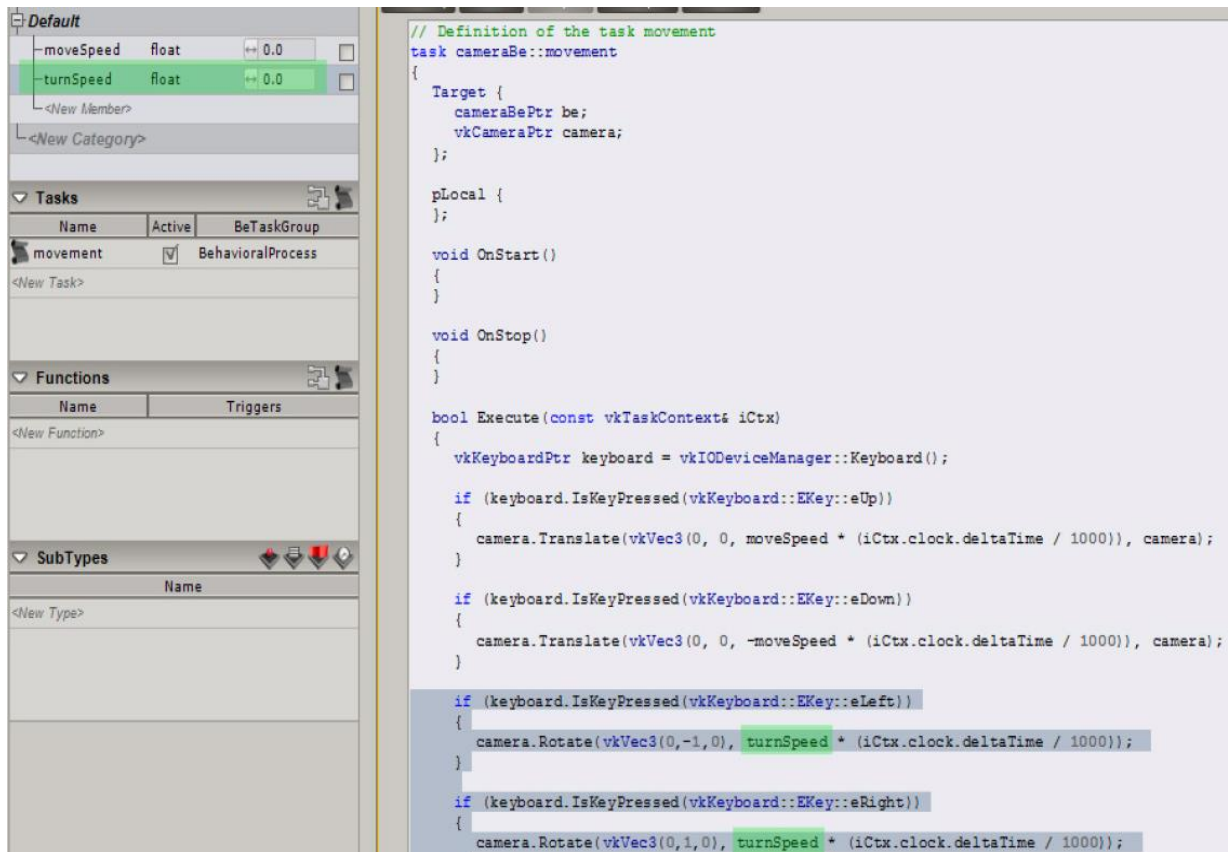 Default
moveSpeed float 0.0
turnSpeed float 0.0
<New Member>
<New Category>
Tasks
Name Active BeTaskGroup
movement BehavioralProcess
<New Task>
Functions
Name Triggers
<New Function>
SubTypes
Name
<New Type>
// Definition of the task movement
task cameraBe::movement
{
Target {
cameraBePtr be;
vkCameraPtr camera;
};
pLocal {
};
void OnStart()
{
}
void OnStop()
{
}
bool Execute(const vkTaskContext& iCtx)
{
vkKeyboardPtr keyboard = vkIODeviceManager::Keyboard();
if (keyboard.IsKeyPressed(vkKeyboard::EKey::eUp))
{
camera.Translate(vkVec3(0, 0, moveSpeed * (iCtx.clock.deltaTime / 1000)), camera);
}
if (keyboard.IsKeyPressed(vkKeyboard::EKey::eDown))
{
camera.Translate(vkVec3(0, 0, -moveSpeed * (iCtx.clock.deltaTime / 1000)), camera);
}
if (keyboard.IsKeyPressed(vkKeyboard::EKey::eLeft))
{
camera.Rotate(vkVec3(0,-1,0), turnSpeed * (iCtx.clock.deltaTime / 1000));
}
if (keyboard.IsKeyPressed(vkKeyboard::EKey::eRight))
{
camera.Rotate(vkVec3(0,1,0), turnSpeed * (iCtx.clock.deltaTime / 1000));